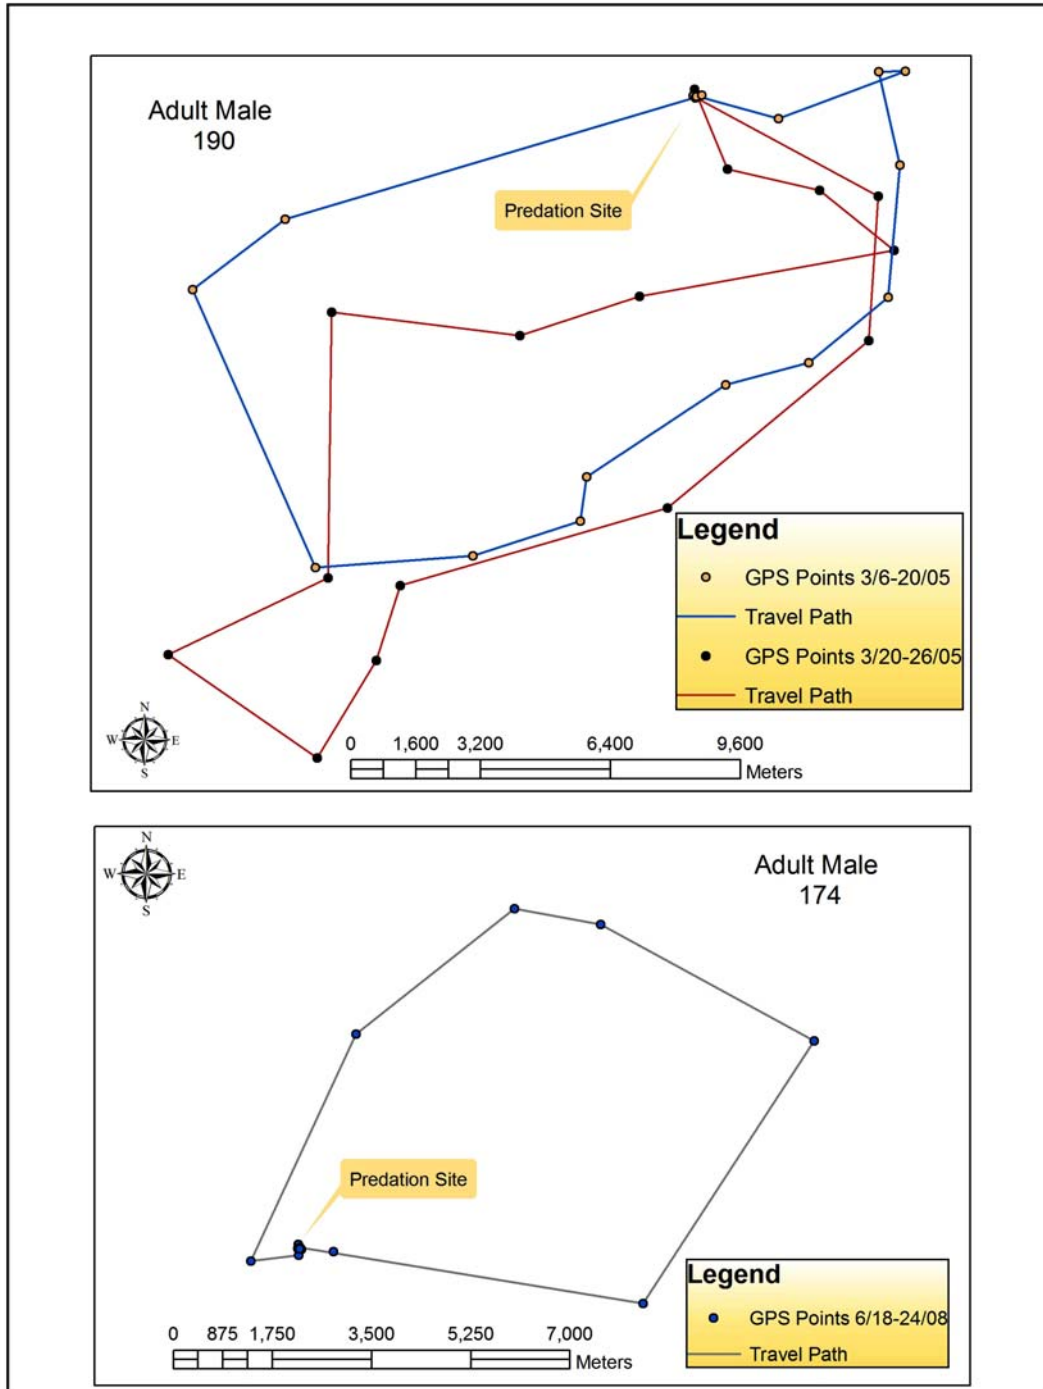 Adult Male
190
Predation Site
Legend
GPS Points 3/6-20/05
Travel Path
GPS Points 3/20-26/05
Travel Path
N
W E
S
0 1,600 3,200 6,400 9,600
Meters
N
W E
S
Adult Male
174
Predation Site
Legend
GPS Points 6/18-24/08
Travel Path
0 875 1,750 3,500 5,250 7,000
Meters